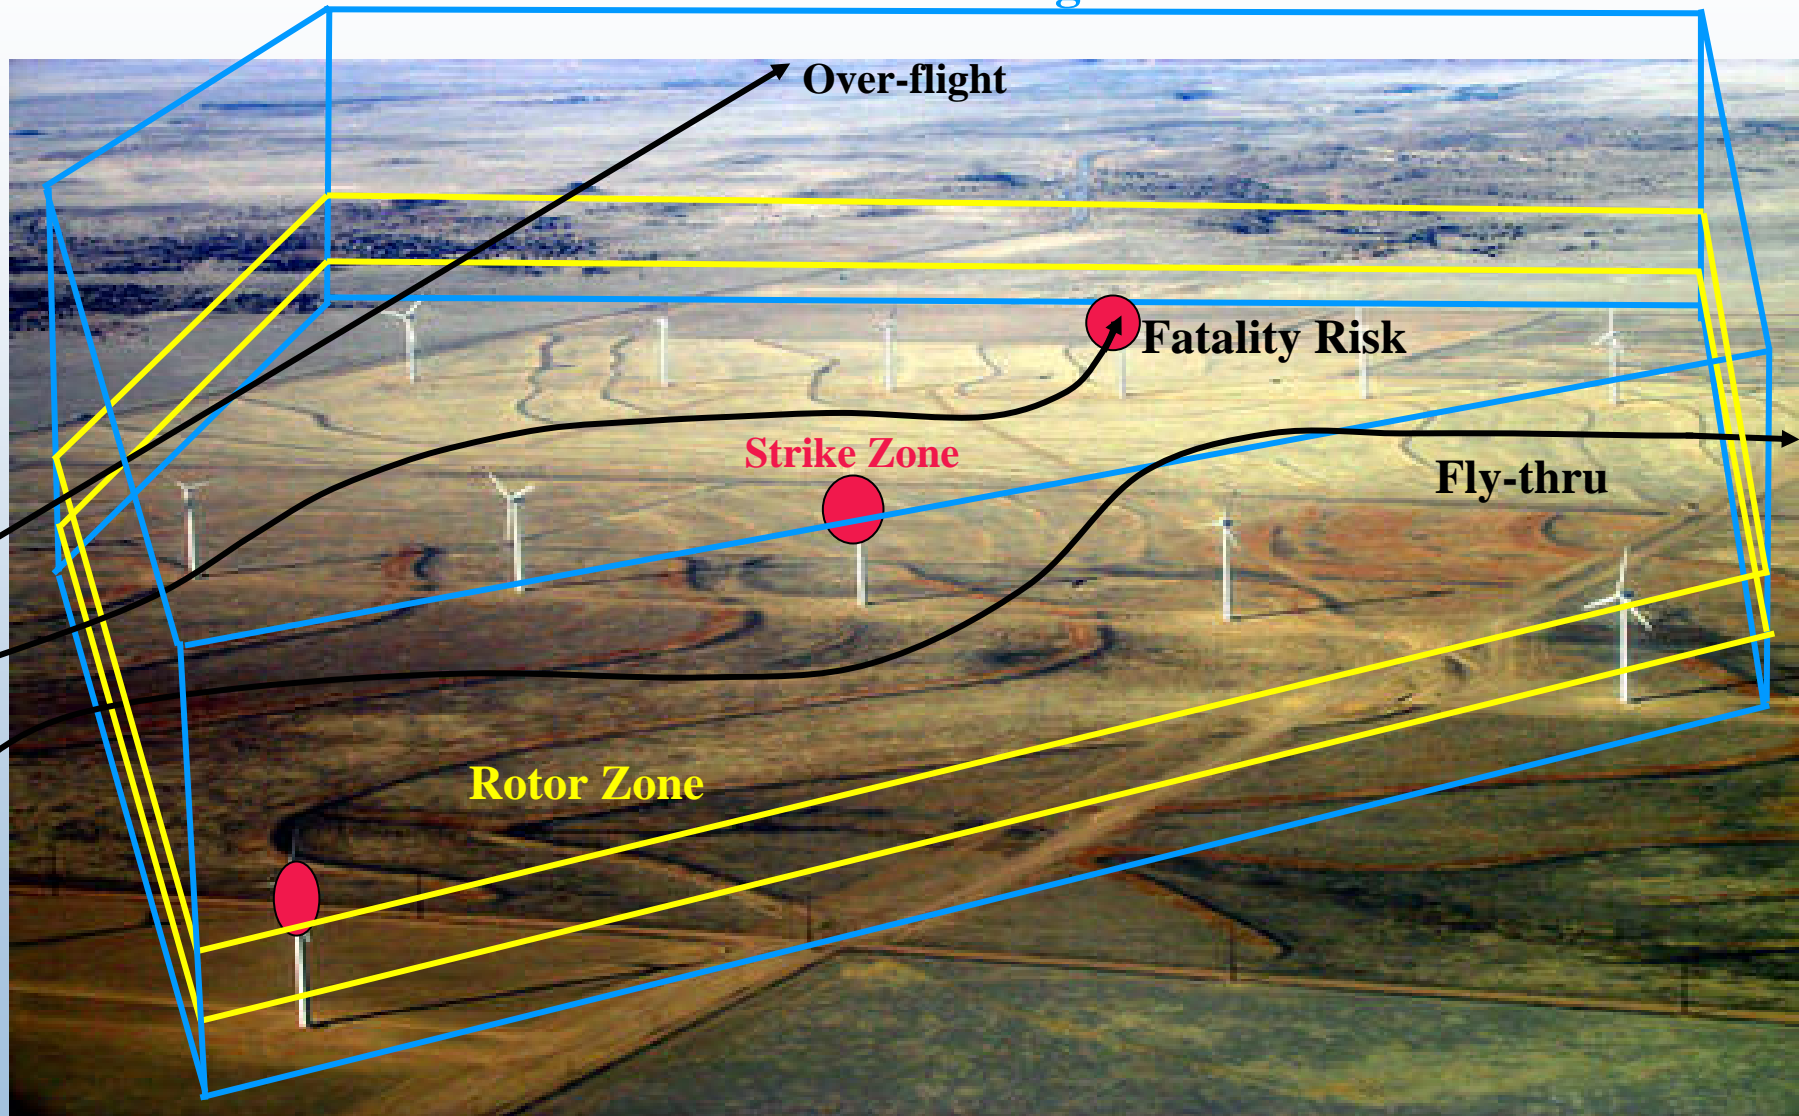 Over-flight
Fatality Risk
Strike Zone
Fly-thru
Rotor Zone